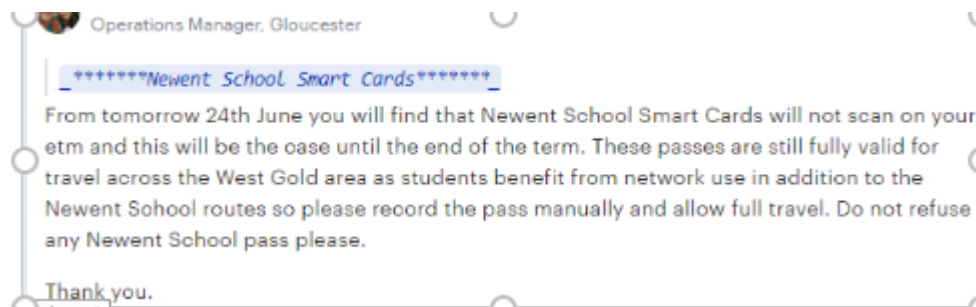 Operations Manager, Gloucester
_*******Newent School Smart Cards*******_
From tomorrow 24th June you will find that Newent School Smart Cards will not scan on your
etm and this will be the case until the end of the term. These passes are still fully valid for
travel across the West Gold area as students benefit from network use in addition to the
Newent School routes so please record the pass manually and allow full travel. Do not refuse
any Newent School pass please.
Thank you.